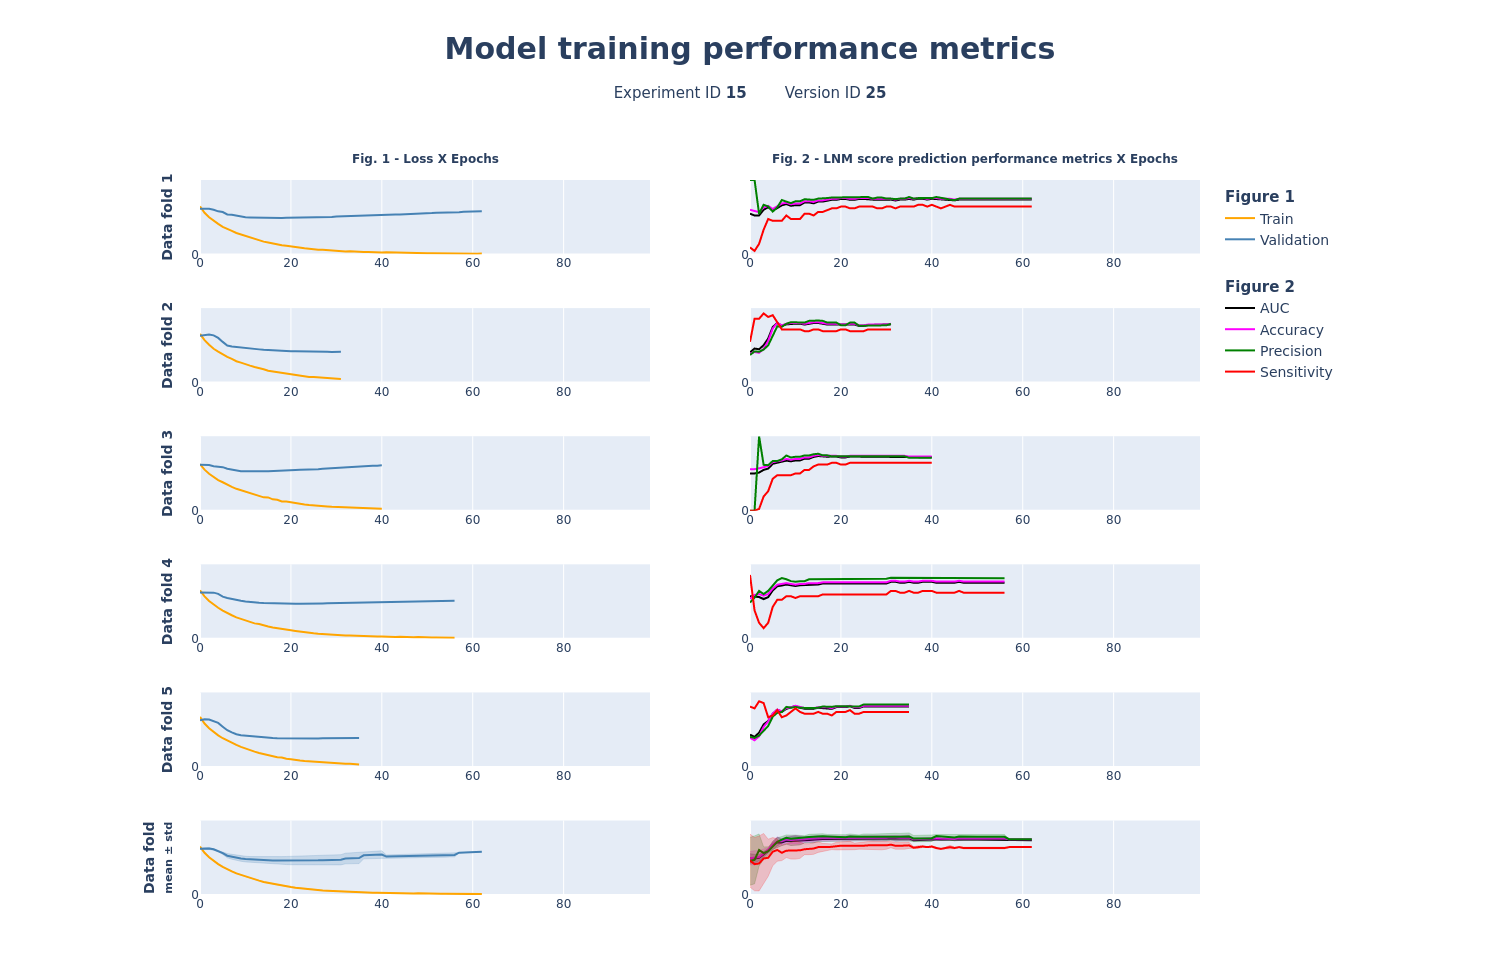 Model training performance metrics
Experiment ID 15 Version ID 25
Fig. 1 - Loss X Epochs
Fig. 2 - LNM score prediction performance metrics X Epochs
Data fold 1
0
0 20 40 60 80
0
0 20 40 60 80
Figure 1
Train
Validation
Figure 2
AUC
Accuracy
Precision
Sensitivity
Data fold 2
0
0 20 40 60 80
0
0 20 40 60 80
Data fold 3
0
0 20 40 60 80
0
0 20 40 60 80
Data fold 4
0
0 20 40 60 80
0
0 20 40 60 80
Data fold 5
0
0 20 40 60 80
0
0 20 40 60 80
Data fold
mean ± std
0
0 20 40 60 80
0
0 20 40 60 80